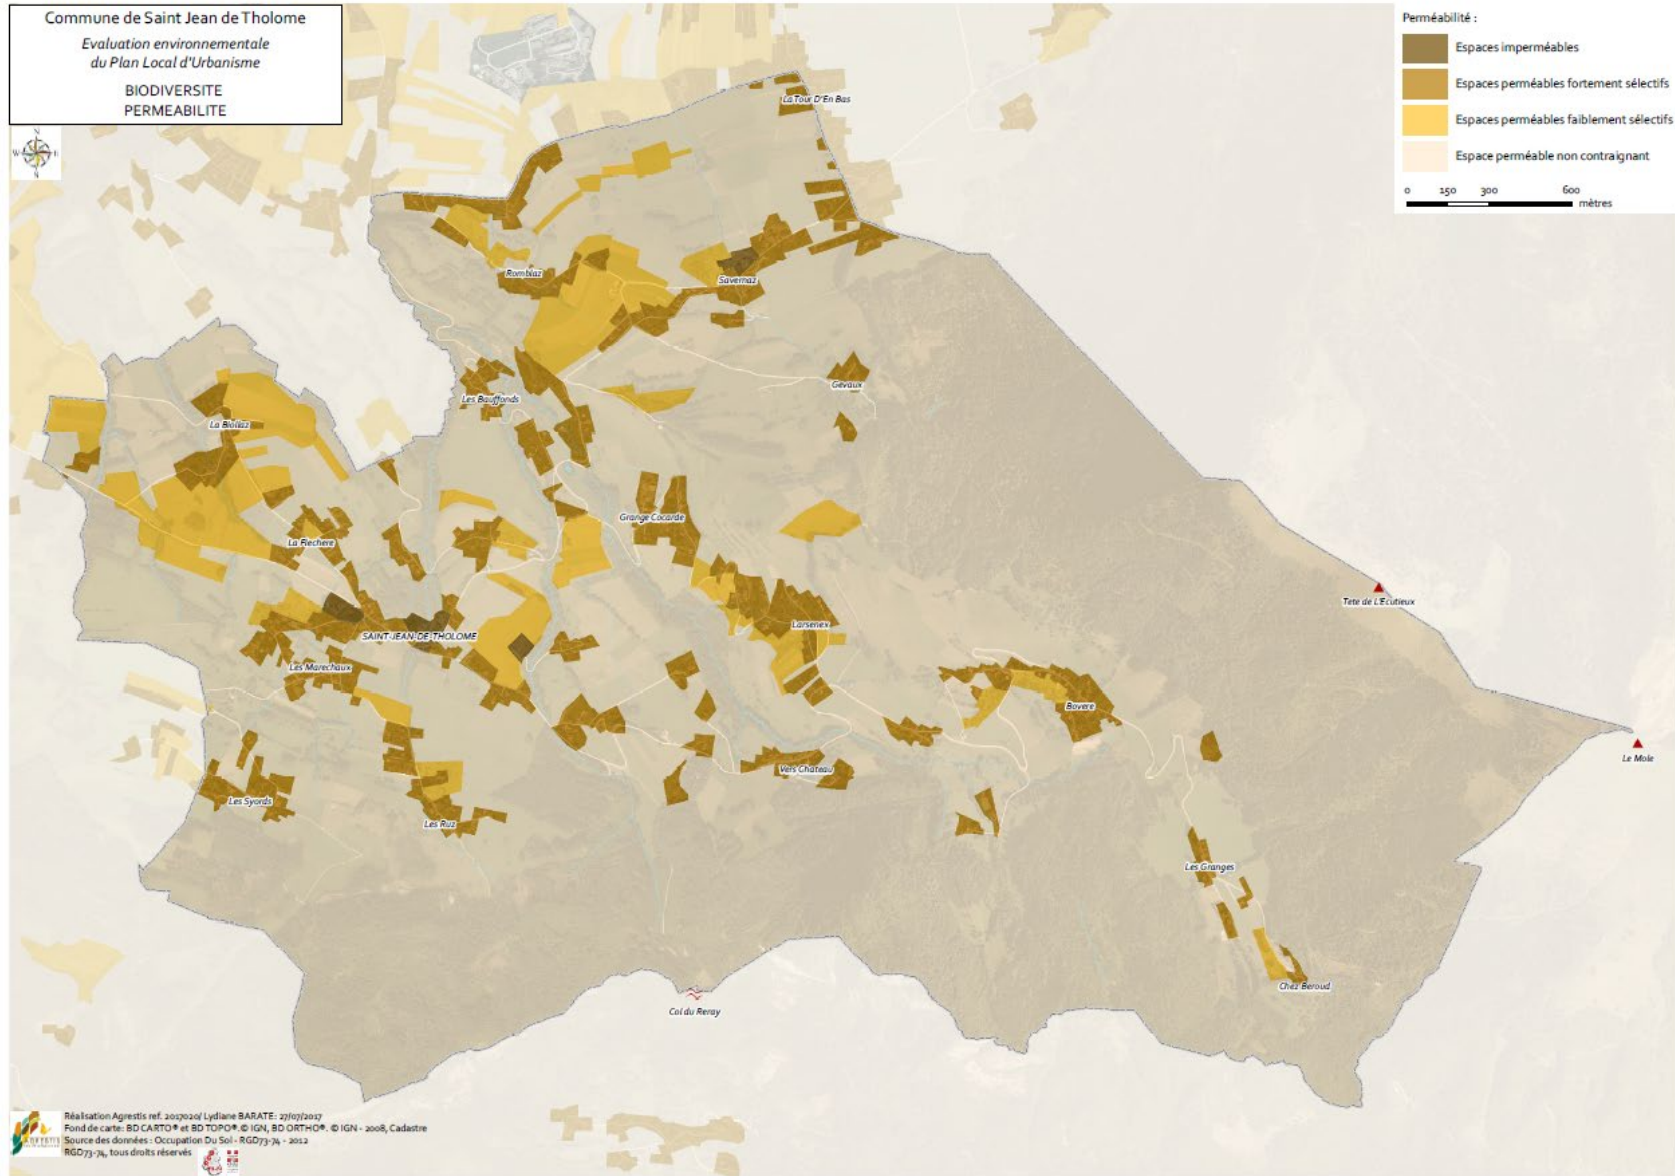 Commune de Saint Jean de Tholome
Evaluation environnementale
du Plan Local d'Urbanisme
BIODIVERSITE
PERMEABILITE
N
W
E
Perméabilité :
Espaces imperméables
Espaces perméables fortement sélectifs
Espaces perméables faiblement sélectifs
Espace perméable non contraignant
0 150 300 600
mètres
La Tour D'En Bas
Romblaz
Savernaz
Gevaux
Les Bauffonds
La Biollaz
Grange Cocarde
La Flechere
Tete de L'Ecutieux
Larsenex
SAINT-JEAN-DE-THOLOME
Les Marechaux
Bovere
Le Mole
Vers Chateau
Les Syords
Les Ruz
Les Granges
Chez Beroud
Col du Reray
AGRESTIS
Réalisation Agrestis ref. 2017020/ Lydiane BARATE: 27/07/2017
Fond de carte: BD CARTO® et BD TOPO®.© IGN, BD ORTHO®. © IGN - 2008, Cadastre
Source des données : Occupation Du Sol - RGD73-74 - 2012
RGD73-74, tous droits réservés